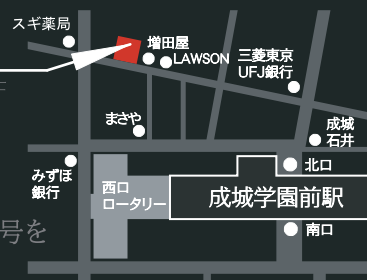 スギ薬局
増田屋
LAWSON
三菱東京
UFJ銀行
まさや
成城
石井
みずほ
銀行
西口
ロータリー
北口
成城学園前駅
南口
号を